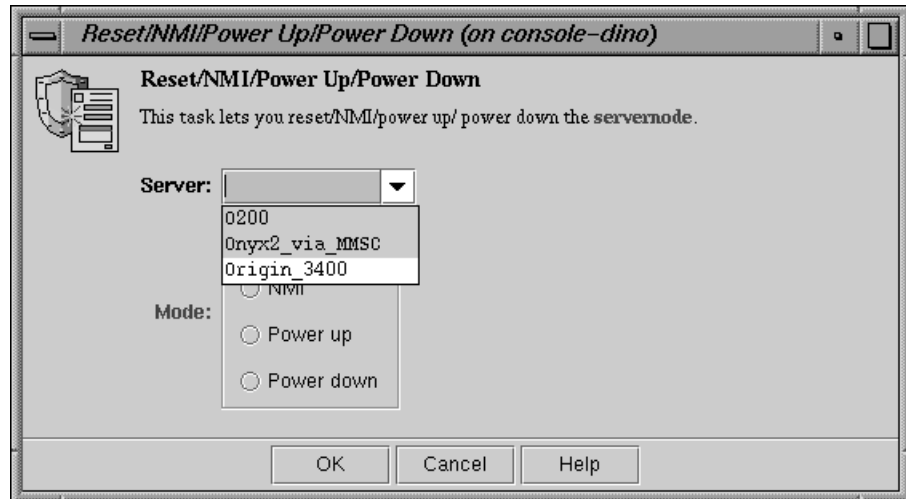 Reset/NMI/Power Up/Power Down (on console-dino)
Reset/NMI/Power Up/Power Down
This task lets you reset/NMI/power up/ power down the servernode.
Server:
O200
Onyx2_via_MMSC
Origin_3400
NMI
Mode:
Power up
Power down
OK Cancel Help